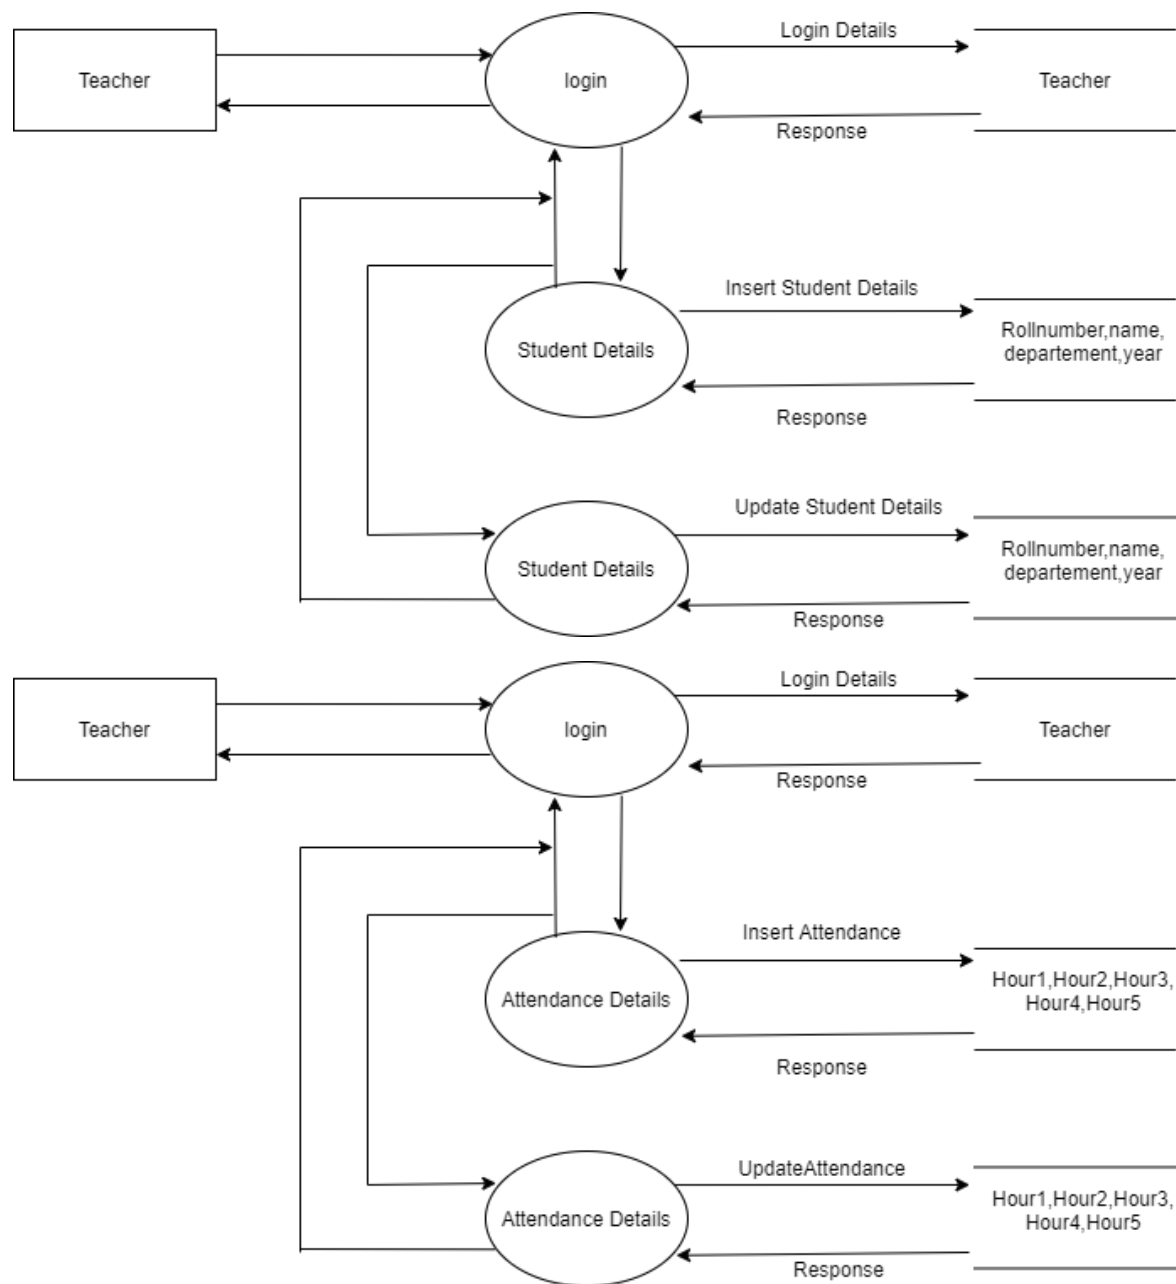 Login Details
Teacher
login
Teacher
Response
Insert Student Details
Rollnumber,name,
departement,year
Student Details
Response
Update Student Details
Rollnumber,name,
departement,year
Student Details
Response
Login Details
Teacher
login
Teacher
Response
Insert Attendance
Hour1,Hour2,Hour3,
Hour4,Hour5
Attendance Details
Response
UpdateAttendance
Hour1,Hour2,Hour3,
Hour4,Hour5
Attendance Details
Response